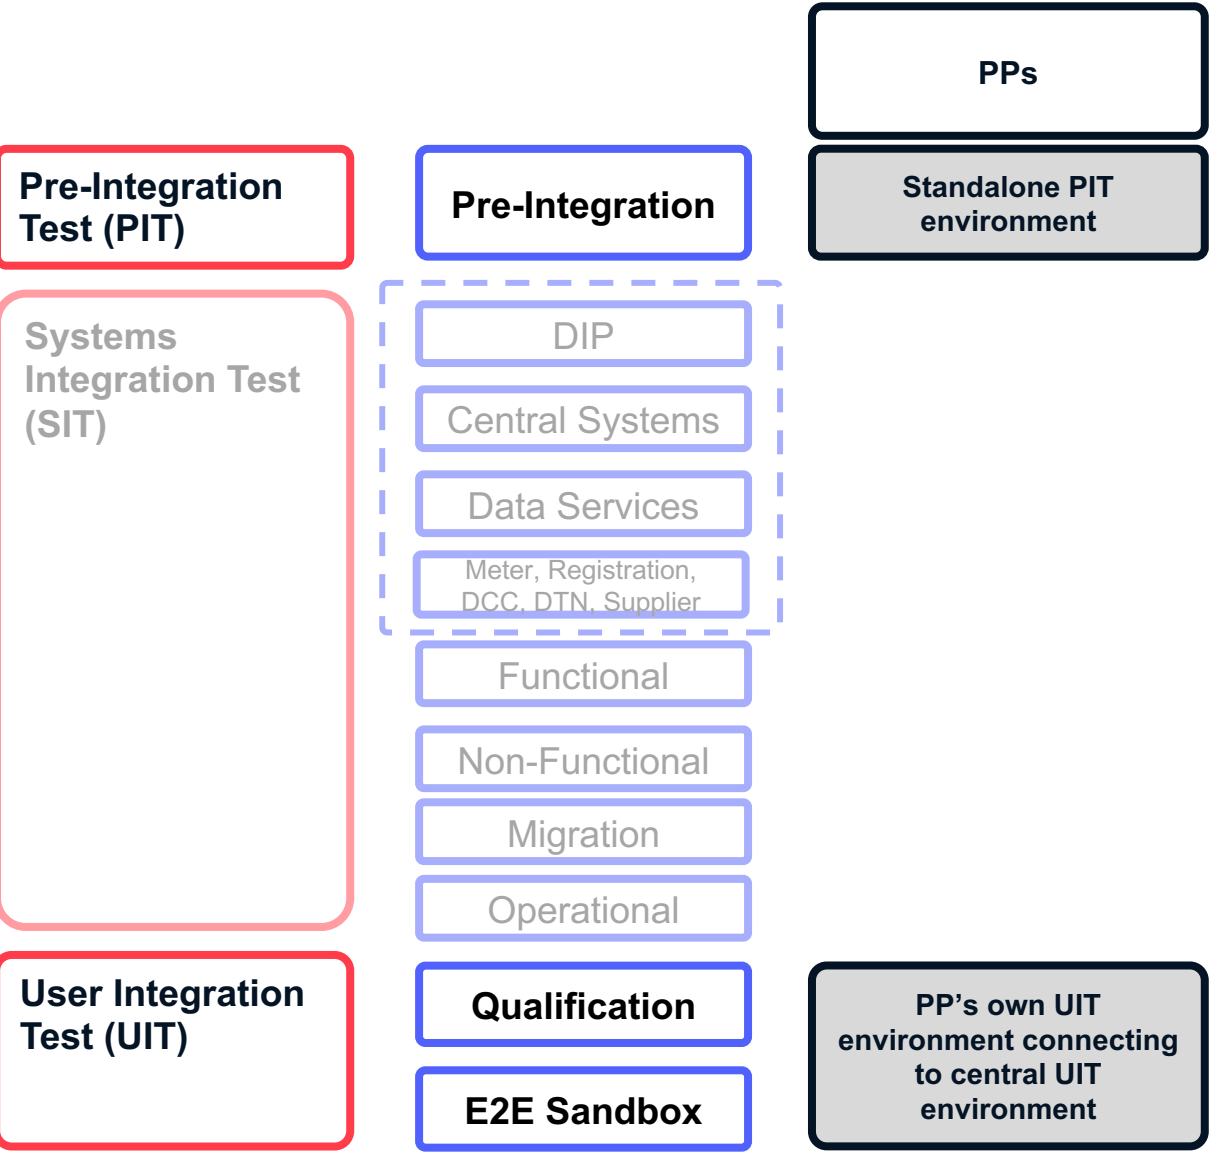 PPs
Pre-Integration
Test (PIT)
Pre-Integration
Standalone PIT
environment
Systems
Integration Test
(SIT)
DIP
Central Systems
Data Services
Meter, Registration,
DCC, DTN, Supplier
Functional
Non-Functional
Migration
Operational
User Integration
Test (UIT)
Qualification
E2E Sandbox
PP’s own UIT
environment connecting
to central UIT
environment